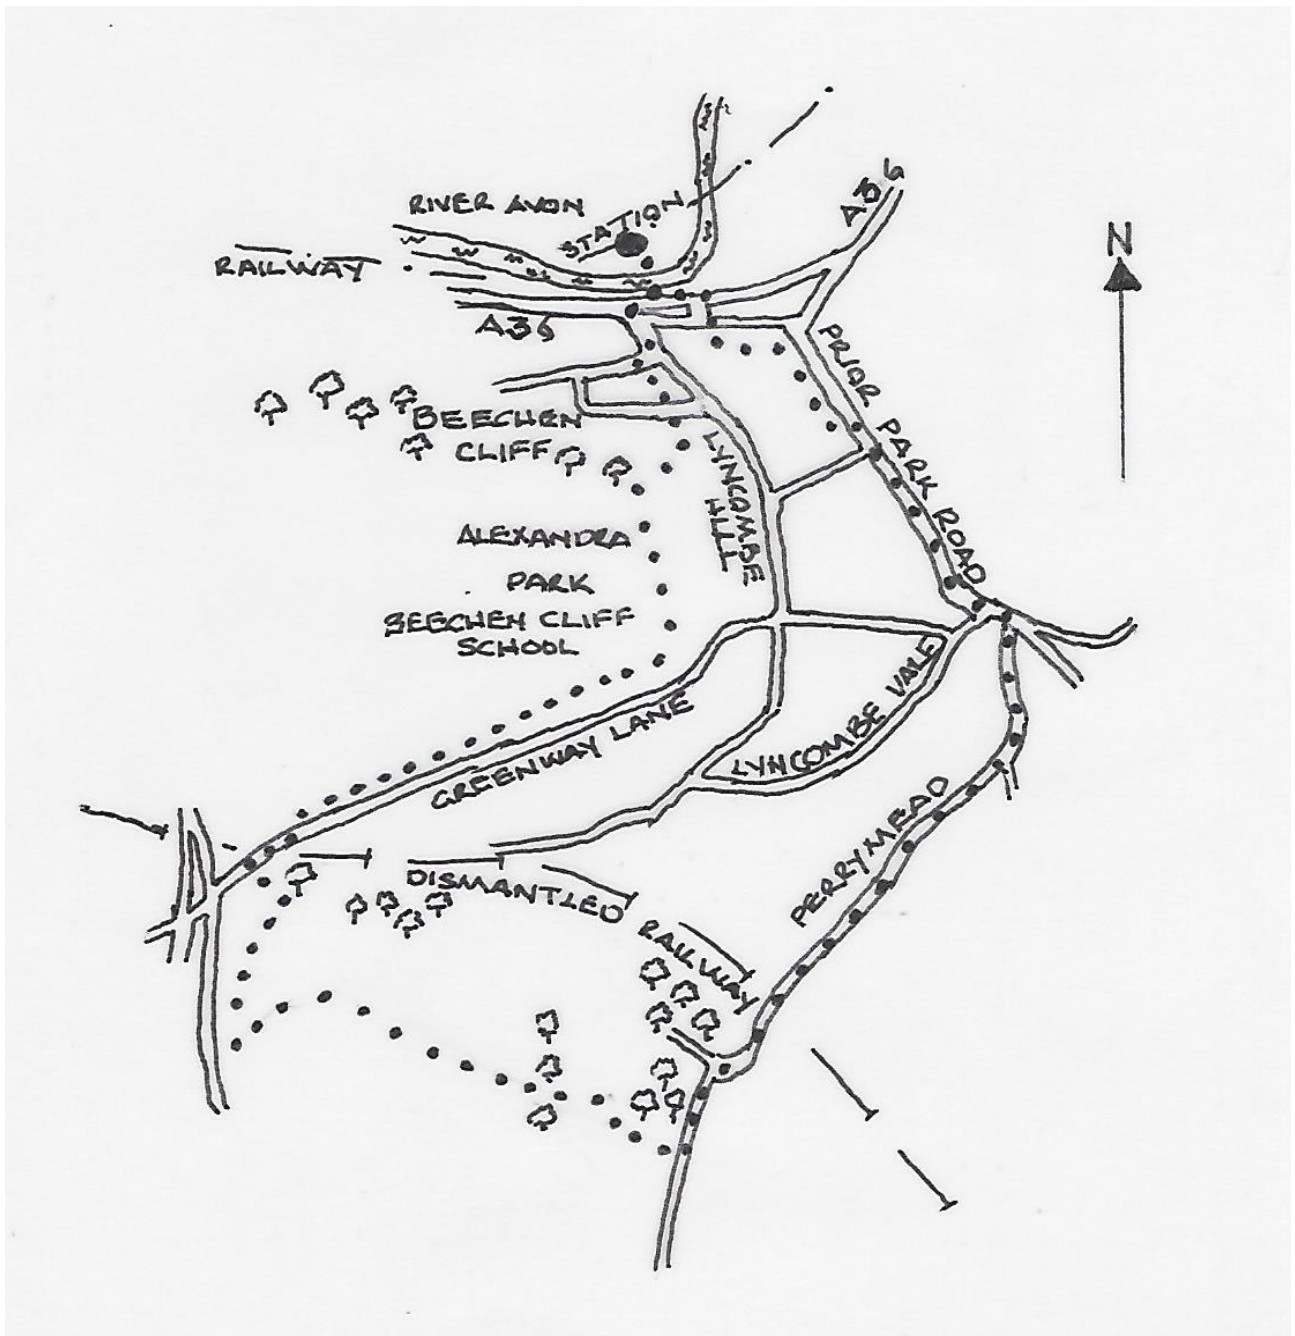 RIVER AVON
STATION
A36
RAILWAY
N
A36
PRIOR PARK ROAD
BEECHEN
CLIFF
LYNCOMBE
HILL
ALEXANDRA
PARK
BEECHEN CLIFF
SCHOOL
LYNCOMBE VALE
GREENWAY LANE
PERRYMEAD
DISMANTLED
RAILWAY